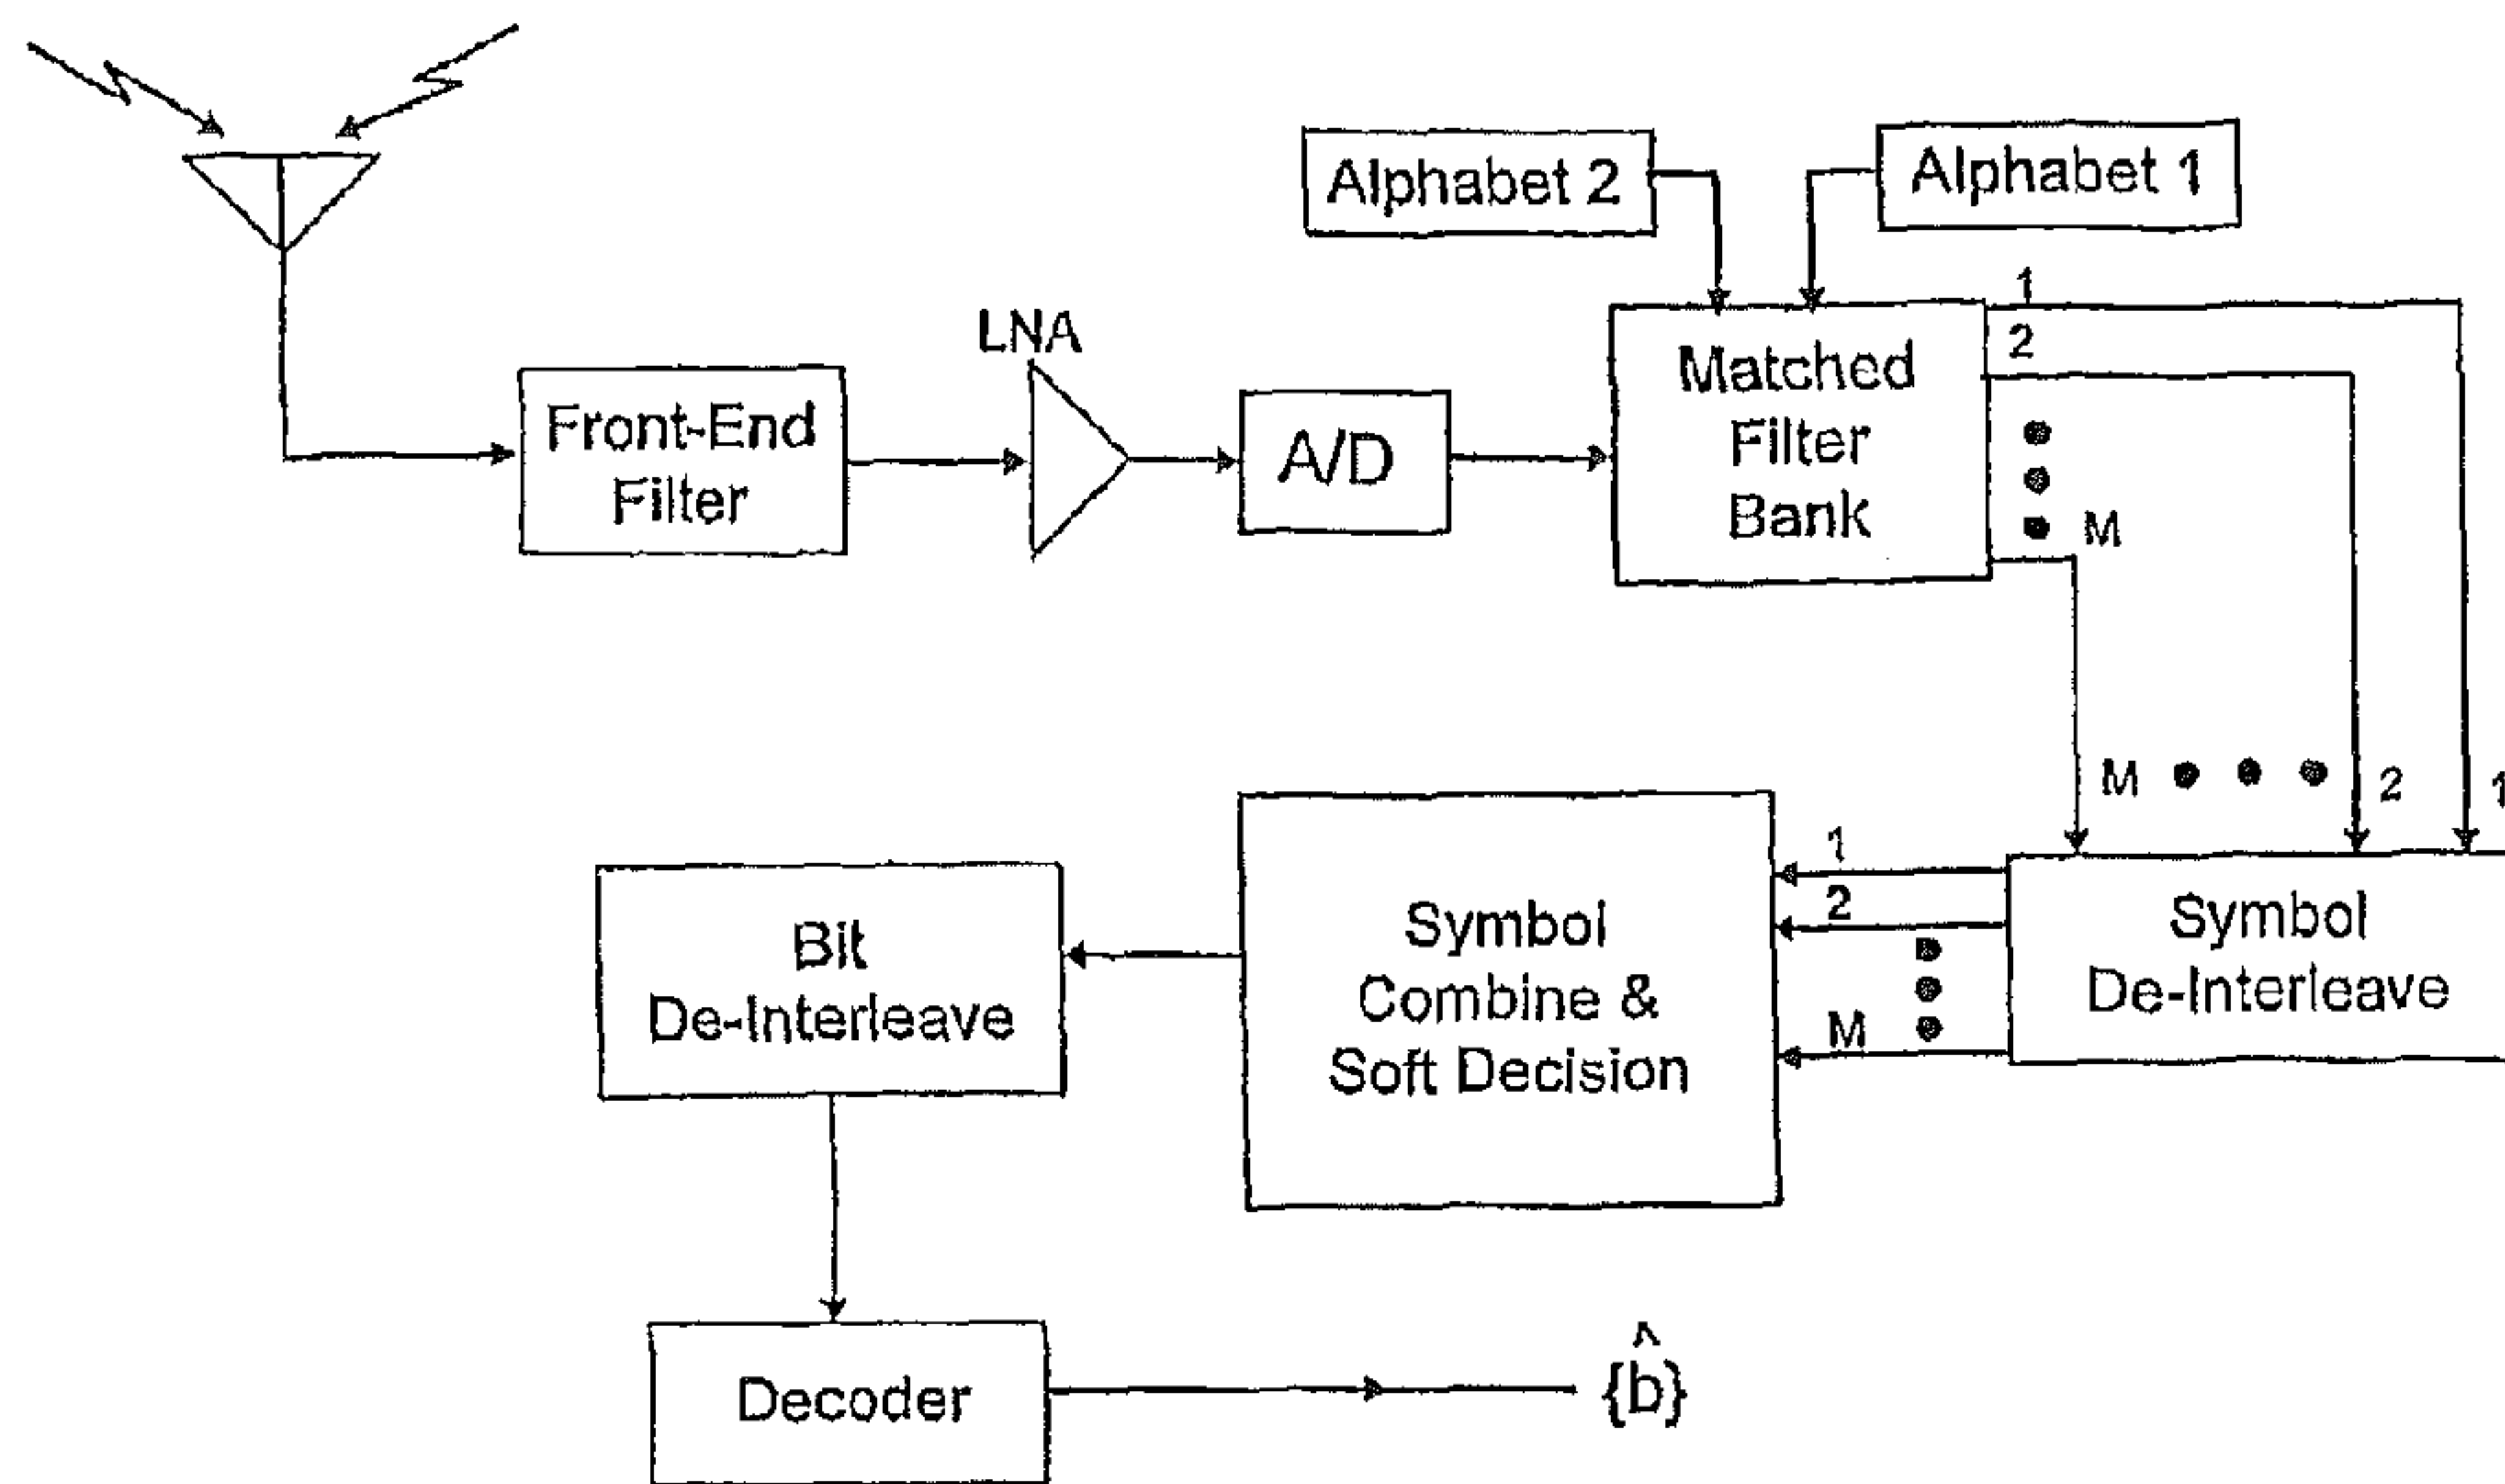 Alphabet 2
Alphabet 1
LNA
Front-End
Filter
A/D
Matched
Filter
Bank
1
2
M
M
2
1
Symbol
De-Interleave
1
2
M
Symbol
Combine &
Soft Decision
Bit
De-Interleave
Decoder
{b̂}